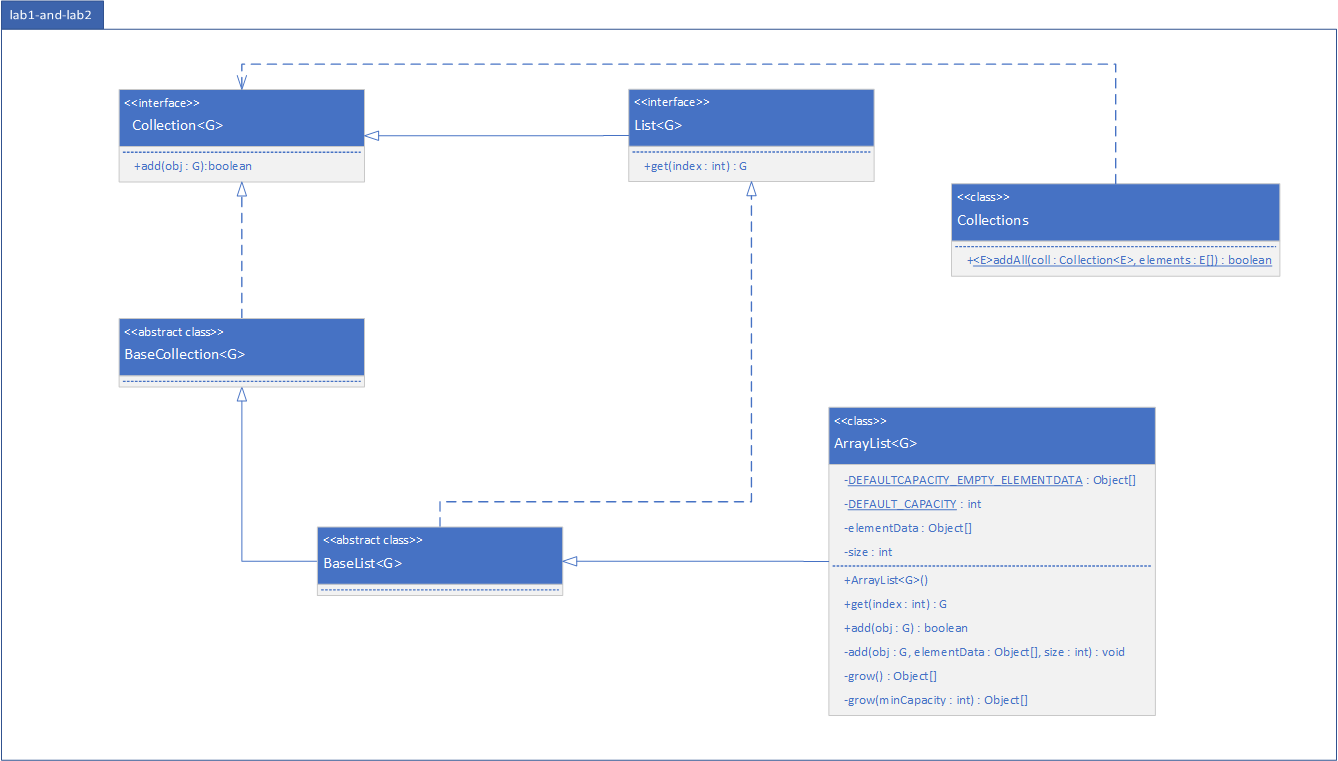 lab1-and-lab2
<<interface>>
Collection<G>
+add(obj : G):boolean
<<interface>>
List<G>
+get(index : int) : G
<<class>>
Collections
+<E>addAll(coll : Collection<E>, elements : E[]) : boolean
<<abstract class>>
BaseCollection<G>
<<class>>
ArrayList<G>
-DEFAULTCAPACITY_EMPTY_ELEMENTDATA : Object[]
-DEFAULT_CAPACITY : int
-elementData : Object[]
-size : int
+ArrayList<G>()
+get(index : int) : G
+add(obj : G) : boolean
-add(obj : G, elementData : Object[], size : int) : void
-grow() : Object[]
-grow(minCapacity : int) : Object[]
<<abstract class>>
BaseList<G>